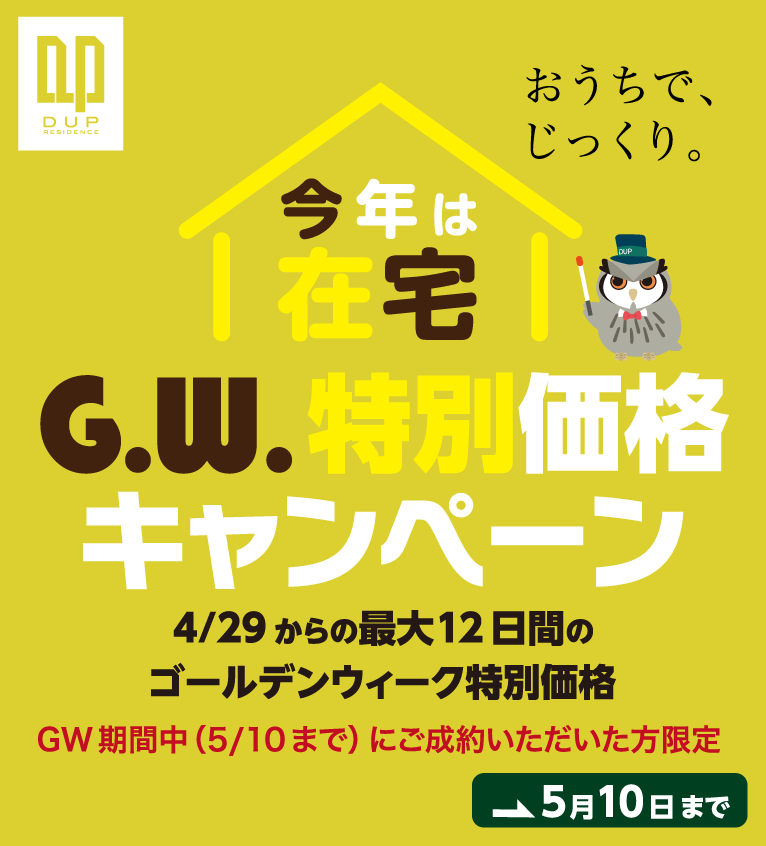 DUP
RESIDENCE
おうちで、
じっくり。
今年は
在宅
DUP
G.W.特別価格
キャンペーン
4/29からの最大12日間の
ゴールデンウィーク特別価格
GW期間中(5/10まで)にご成約いただいた方限定
5月10日まで